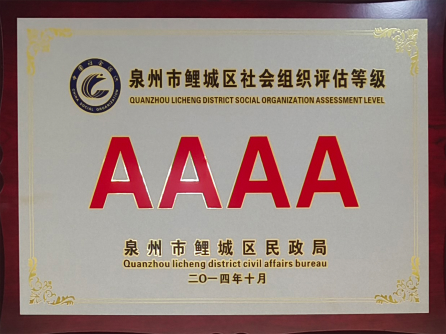 泉州市鲤城区社会组织评估等级
QUANZHOU LICHENG DISTRICT SOCIAL ORGANIZATION ASSESSMENT LEVEL
AAAA
泉州市鲤城区民政局
Quanzhou licheng district civil affairs bureau
二〇一四年十月